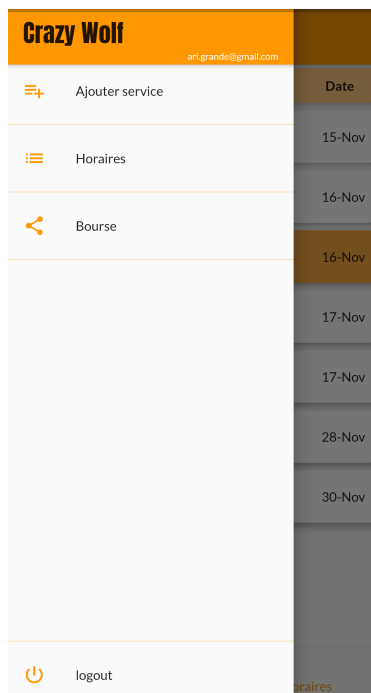 Crazy Wolf
ari.grande@gmail.com
Ajouter service
Horaires
Bourse
logout
Date
15-Nov
16-Nov
16-Nov
17-Nov
17-Nov
28-Nov
30-Nov
oraires